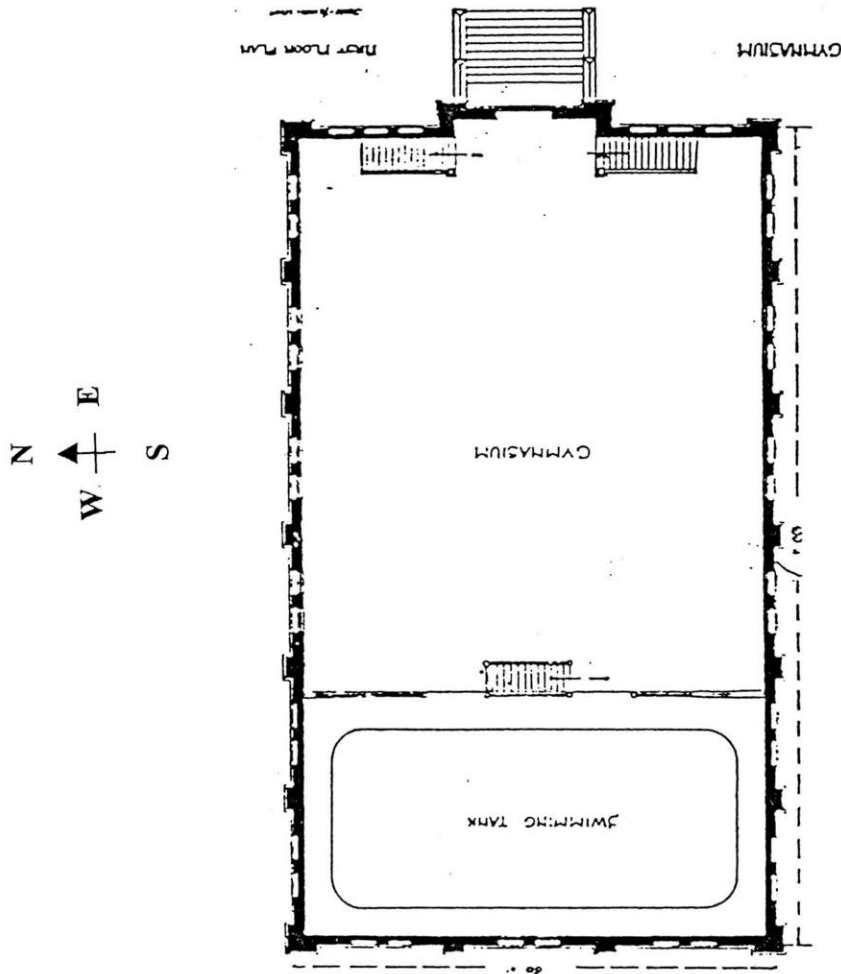 FIRST FLOOR PLAN
GYMNASIUM
N
E
W
S
GYMNASIUM
SWIMMING TANK